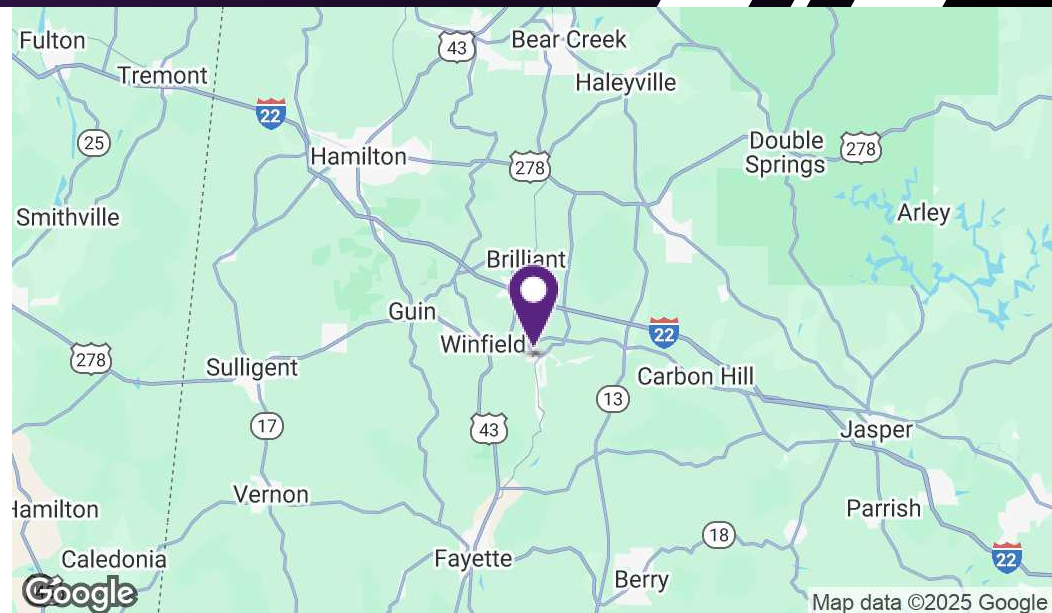 Fulton
43
Bear Creek
Tremont
Haleyville
22
25
Double
Springs
278
Hamilton
278
Smithville
Arley
Brilliant
Guin
22
Winfield
278
Sulligent
Carbon Hill
13
17
43
Jasper
Vernon
Hamilton
Parrish
18
Caledonia
Fayette
22
Berry
Google
Map data ©2025 Google